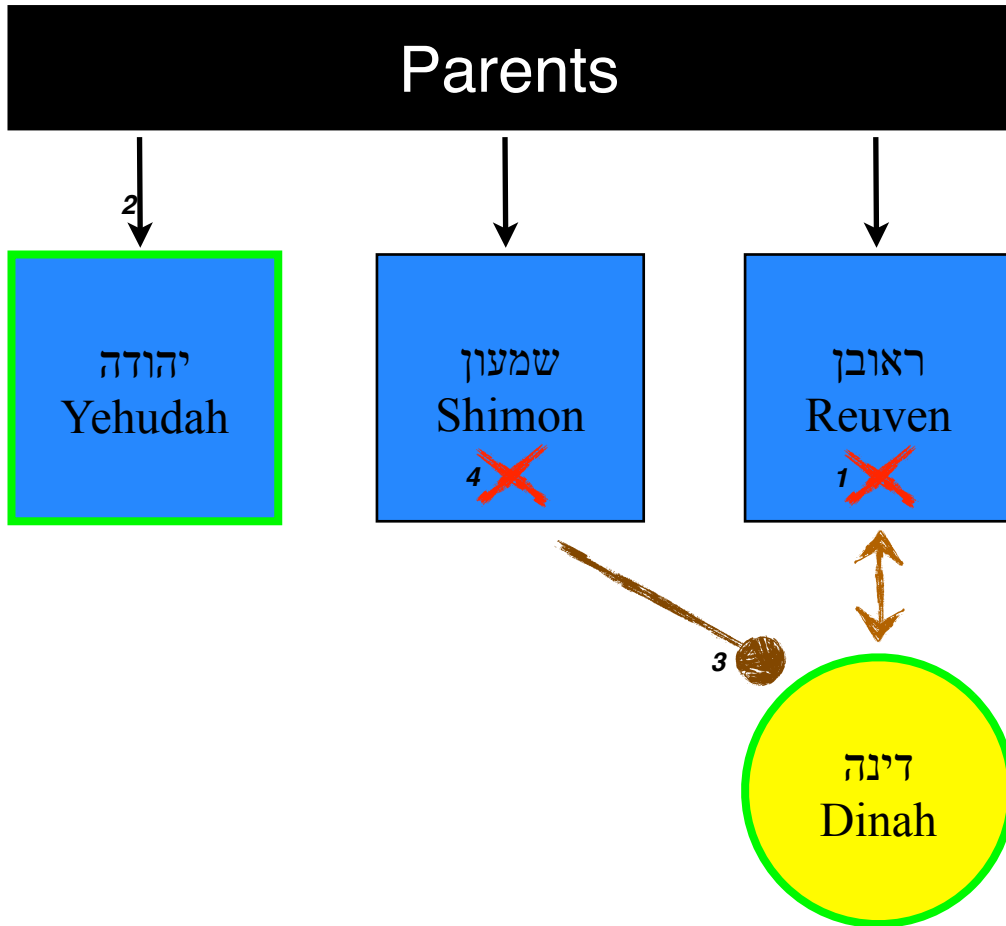 Parents
2
יהודה
Yehudah
שמעון
Shimon
4
ראובן
Reuven
1
3
דינה
Dinah